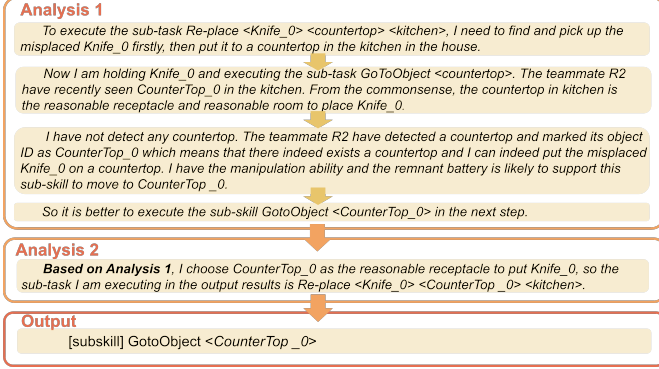 Analysis 1
To execute the sub-task Re-place <Knife_0> <countertop> <kitchen>, I need to find and pick up the
misplaced Knife_0 firstly, then put it to a countertop in the kitchen in the house.
Now I am holding Knife_0 and executing the sub-task GoToObject <countertop>. The teammate R2
have recently seen CounterTop_0 in the kitchen. From the commonsense, the countertop in kitchen is
the reasonable receptacle and reasonable room to place Knife_0.
I have not detect any countertop. The teammate R2 have detected a countertop and marked its object
ID as CounterTop_0 which means that there indeed exists a countertop and I can indeed put the misplaced
Knife_0 on a countertop. I have the manipulation ability and the remnant battery is likely to support this
sub-skill to move to CounterTop _0.
So it is better to execute the sub-skill GotoObject <CounterTop_0> in the next step.
Analysis 2
Based on Analysis 1, I choose CounterTop_0 as the reasonable receptacle to put Knife_0, so the
sub-task I am executing in the output results is Re-place <Knife_0> <CounterTop _0> <kitchen>.
Output
[subskill] GotoObject <CounterTop _0>